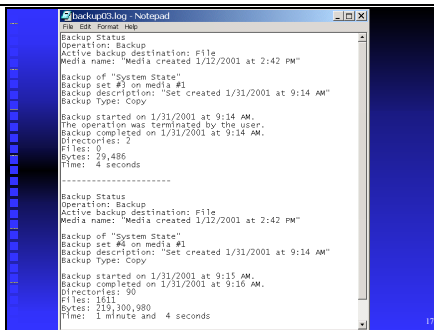 backup03.log - Notepad
File Edit Format Help
Backup Status
Operation: Backup
Active backup destination: File
Media name: "Media created 1/12/2001 at 2:42 PM"
Backup of "System State"
Backup set #3 on media #1
Backup description: "Set created 1/31/2001 at 9:14 AM"
Backup Type: Copy
Backup started on 1/31/2001 at 9:14 AM.
The operation was terminated by the user.
Backup completed on 1/31/2001 at 9:14 AM.
Directories: 2
Files: 0
Bytes: 29,486
Time:  4 seconds
----------------------
Backup Status
Operation: Backup
Active backup destination: File
Media name: "Media created 1/12/2001 at 2:42 PM"
Backup of "System State"
Backup set #4 on media #1
Backup description: "Set created 1/31/2001 at 9:14 AM"
Backup Type: Copy
Backup started on 1/31/2001 at 9:15 AM.
Backup completed on 1/31/2001 at 9:16 AM.
Directories: 90
Files: 1611
Bytes: 219,300,980
Time:  1 minute and  4 seconds
17